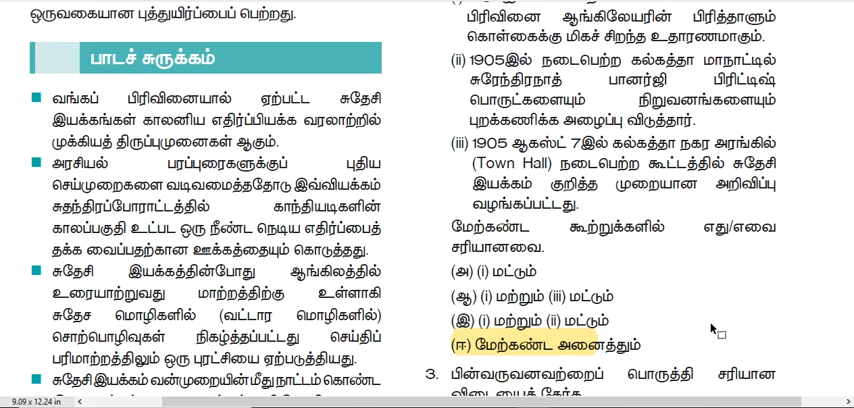 ஒருவகையான புத்துயிர்ப்பைப் பெற்றது.
பாடச் சுருக்கம்
வங்கப் பிரிவினையால் ஏற்பட்ட சுதேசி
இயக்கங்கள் காலனிய எதிர்ப்பியக்க வரலாற்றில்
முக்கியத் திருப்புமுனைகள் ஆகும்.
அரசியல் பரப்புரைகளுக்குப் புதிய
செய்முறைகளை வடிவமைத்ததோடு இவ்வியக்கம்
சுதந்திரப்போராட்டத்தில் காந்தியடிகளின்
காலப்பகுதி உட்பட ஒரு நீண்ட நெடிய எதிர்ப்பைத்
தக்க வைப்பதற்கான ஊக்கத்தையும் கொடுத்தது.
சுதேசி இயக்கத்தின்போது ஆங்கிலத்தில்
உரையாற்றுவது மாற்றத்திற்கு உள்ளாகி
சுதேச மொழிகளில் (வட்டார மொழிகளில்)
சொற்பொழிவுகள் நிகழ்த்தப்பட்டது செய்திப்
பரிமாற்றத்திலும் ஒரு புரட்சியை ஏற்படுத்தியது.
சுதேசி இயக்கம் வன்முறையின் மீது நாட்டம் கொண்ட
பிரிவினை ஆங்கிலேயரின் பிரித்தாளும்
கொள்கைக்கு மிகச் சிறந்த உதாரணமாகும்.
(ii) 1905இல் நடைபெற்ற கல்கத்தா மாநாட்டில்
சுரேந்திரநாத் பானர்ஜி பிரிட்டிஷ்
பொருட்களையும் நிறுவனங்களையும்
புறக்கணிக்க அழைப்பு விடுத்தார்.
(iii) 1905 ஆகஸ்ட் 7இல் கல்கத்தா நகர அரங்கில்
(Town Hall) நடைபெற்ற கூட்டத்தில் சுதேசி
இயக்கம் குறித்த முறையான அறிவிப்பு
வழங்கப்பட்டது.
மேற்கண்ட கூற்றுக்களில் எது/எவை
சரியானவை.
(அ) (i) மட்டும்
(ஆ) (i) மற்றும் (iii) மட்டும்
(இ) (i) மற்றும் (ii) மட்டும்
(ஈ) மேற்கண்ட அனைத்தும்
3. பின்வருவனவற்றைப் பொருத்தி சரியான
விடையைத் தேர்க
9.09 x 12.24 in